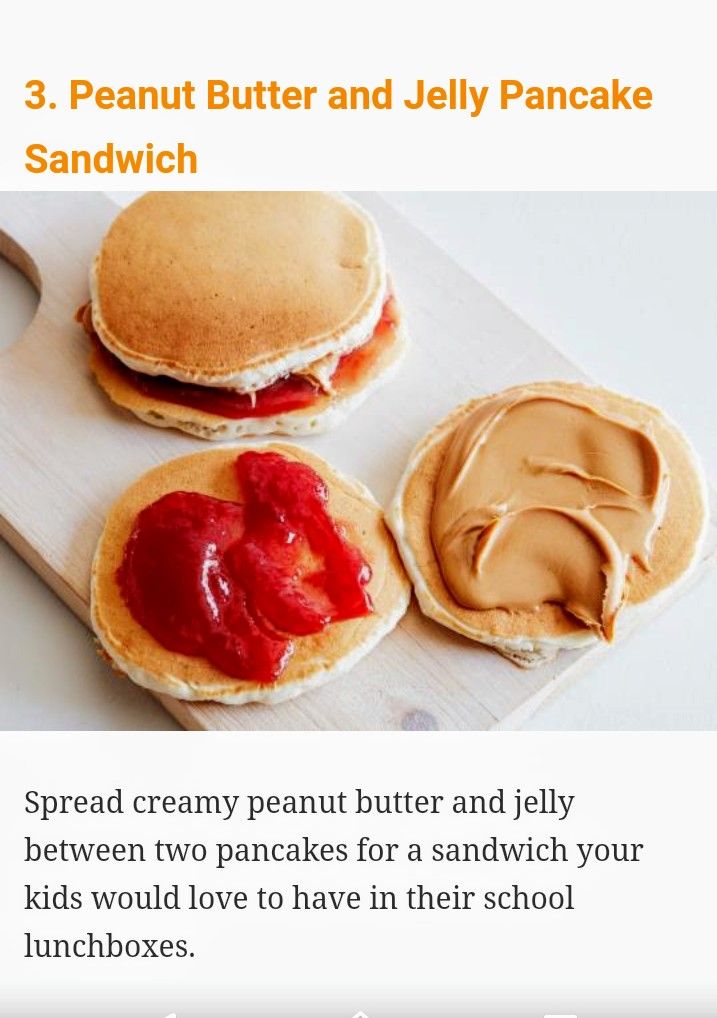 3. Peanut Butter and Jelly Pancake
Sandwich
Spread creamy peanut butter and jelly
between two pancakes for a sandwich your
kids would love to have in their school
lunchboxes.